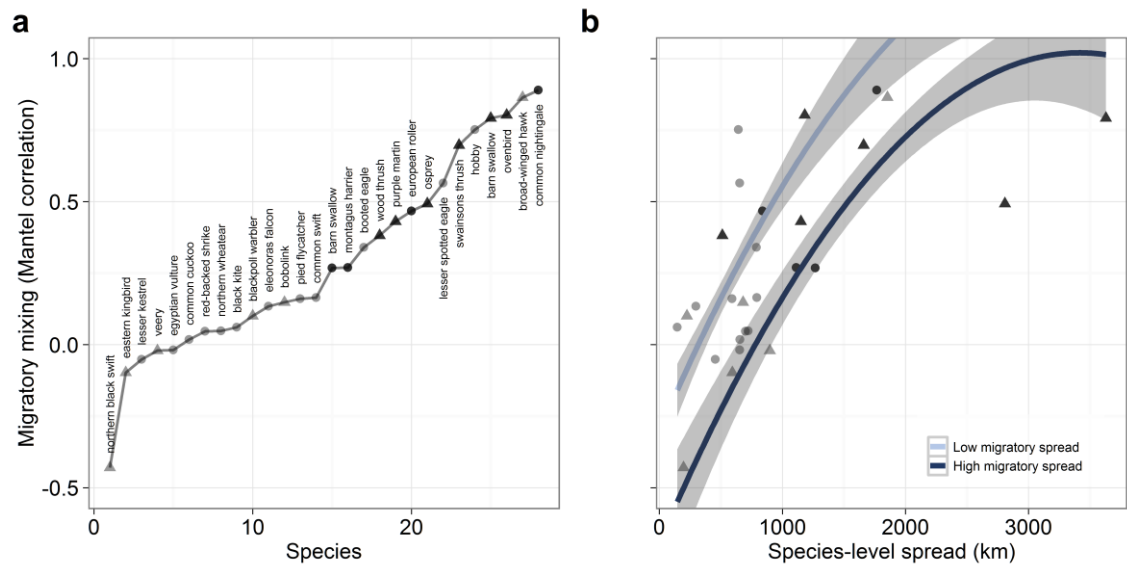 a
b
Migratory mixing (Mantel correlation)
1.0
0.5
0.0
-0.5
northern black swift
eastern kingbird
lesser kestrel
veery
egyptian vulture
common cuckoo
red-backed shrike
northern wheatear
black kite
blackpoll warbler
eleonoras falcon
bobolink
pied flycatcher
common swift
barn swallow
montagus harrier
booted eagle
wood thrush
purple martin
european roller
osprey
lesser spotted eagle
swainsons thrush
hobby
barn swallow
ovenbird
broad-winged hawk
common nightingale
0
10
20
Species
Low migratory spread
High migratory spread
0
1000
2000
3000
Species-level spread (km)